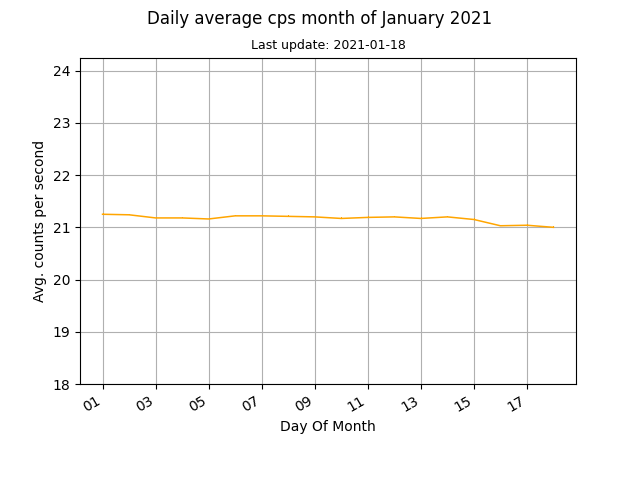 Daily average cps month of January 2021
Last update: 2021-01-18
24
23
22
21
20
19
18
Avg. counts per second
01 03 05 07 09 11 13 15 17
Day Of Month